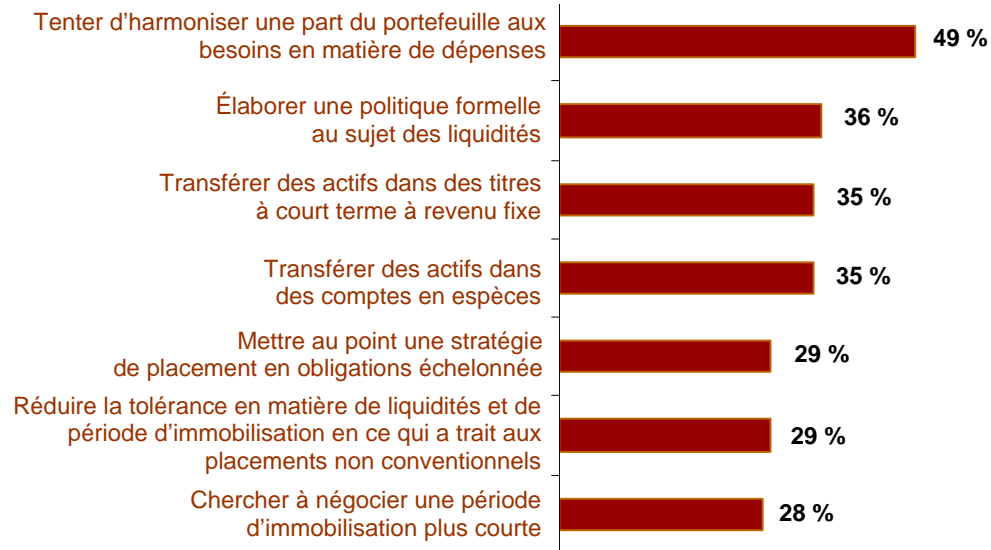 Tenter d’harmoniser une part du portefeuille aux
besoins en matière de dépenses
49 %
Élaborer une politique formelle
au sujet des liquidités
36 %
Transférer des actifs dans des titres
à court terme à revenu fixe
35 %
Transférer des actifs dans
des comptes en espèces
35 %
Mettre au point une stratégie
de placement en obligations échelonnée
29 %
Réduire la tolérance en matière de liquidités et de
période d’immobilisation en ce qui a trait aux
placements non conventionnels
29 %
Chercher à négocier une période
d’immobilisation plus courte
28 %